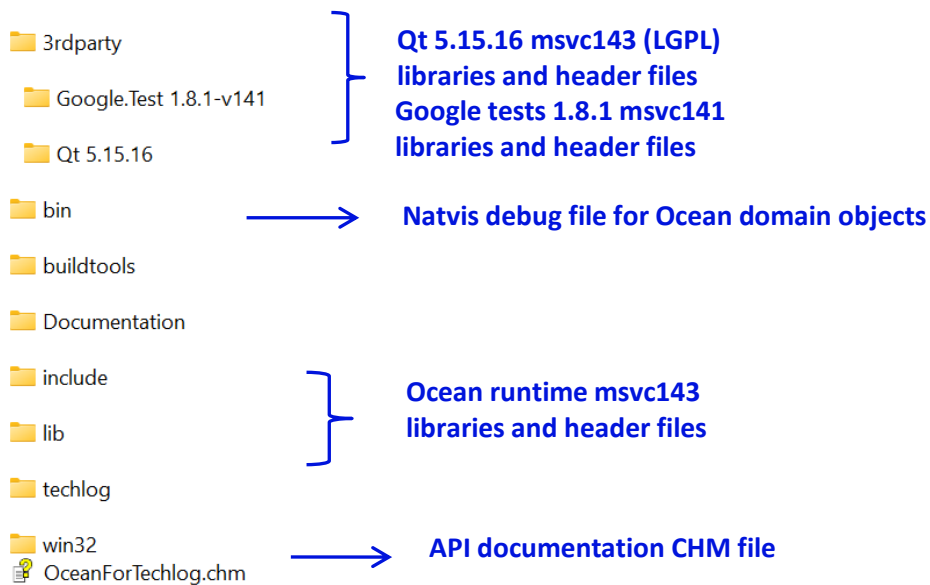 3rdparty
Google.Test 1.8.1-v141
Qt 5.15.16
Qt 5.15.16 msvc143 (LGPL)
libraries and header files
Google tests 1.8.1 msvc141
libraries and header files
bin
Natvis debug file for Ocean domain objects
buildtools
Documentation
include
lib
Ocean runtime msvc143
libraries and header files
techlog
win32
OceanForTechlog.chm
API documentation CHM file